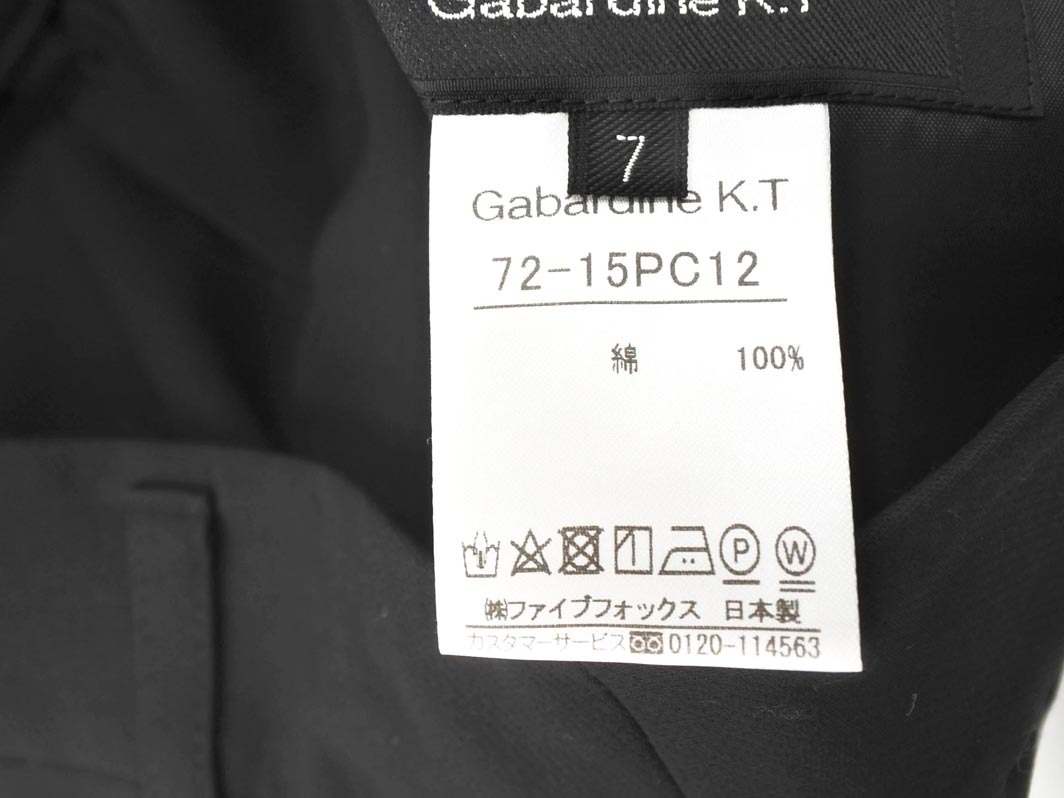 Gabardine K.T
7
Gabardine K.T
72-15PC12
綿 100%
P W
㈱ファイブフォックス 日本製
カスタマーサービス 0120-114563